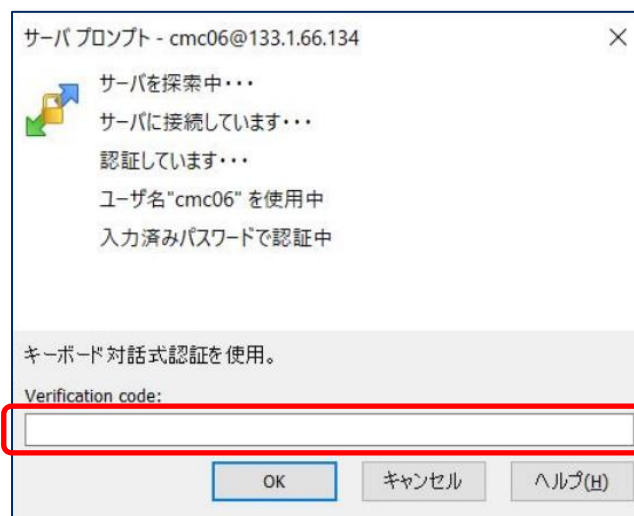 サーバ プロンプト - cmc06@133.1.66.134
サーバを探索中・・・
サーバに接続しています・・・
認証しています・・・
ユーザ名"cmc06" を使用中
入力済みパスワードで認証中
キーボード対話式認証を使用。
Verification code:
OK キャンセル ヘルプ(H)